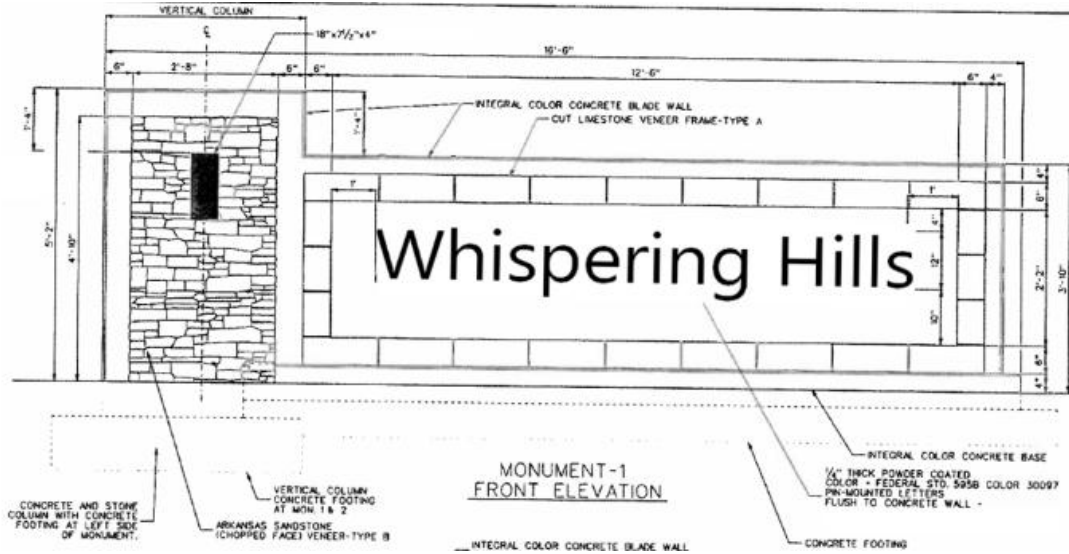 VERTICAL COLUMN
18"x7½"x4"
16'-6"
6"
2'-8"
6"
6"
12'-6"
6"
4"
1'-4"
INTEGRAL COLOR CONCRETE BLADE WALL
CUT LIMESTONE VENEER FRAME-TYPE A
1'-4"
4"
6"
1'
1'
5'-2"
4'-10"
Whispering Hills
4"
12"
10"
2'-2"
3'-10"
6"
4"
INTEGRAL COLOR CONCRETE BASE
MONUMENT-1
FRONT ELEVATION
¼" THICK POWDER COATED
COLOR - FEDERAL STD. 595B COLOR 30097
PIN-MOUNTED LETTERS
FLUSH TO CONCRETE WALL -
CONCRETE AND STONE
COLUMN WITH CONCRETE
FOOTING AT LEFT SIDE
OF MONUMENT.
VERTICAL COLUMN
CONCRETE FOOTING
AT MON. 1 & 2
ARKANSAS SANDSTONE
(CHOPPED FACE) VENEER-TYPE B
INTEGRAL COLOR CONCRETE BLADE WALL
CONCRETE FOOTING